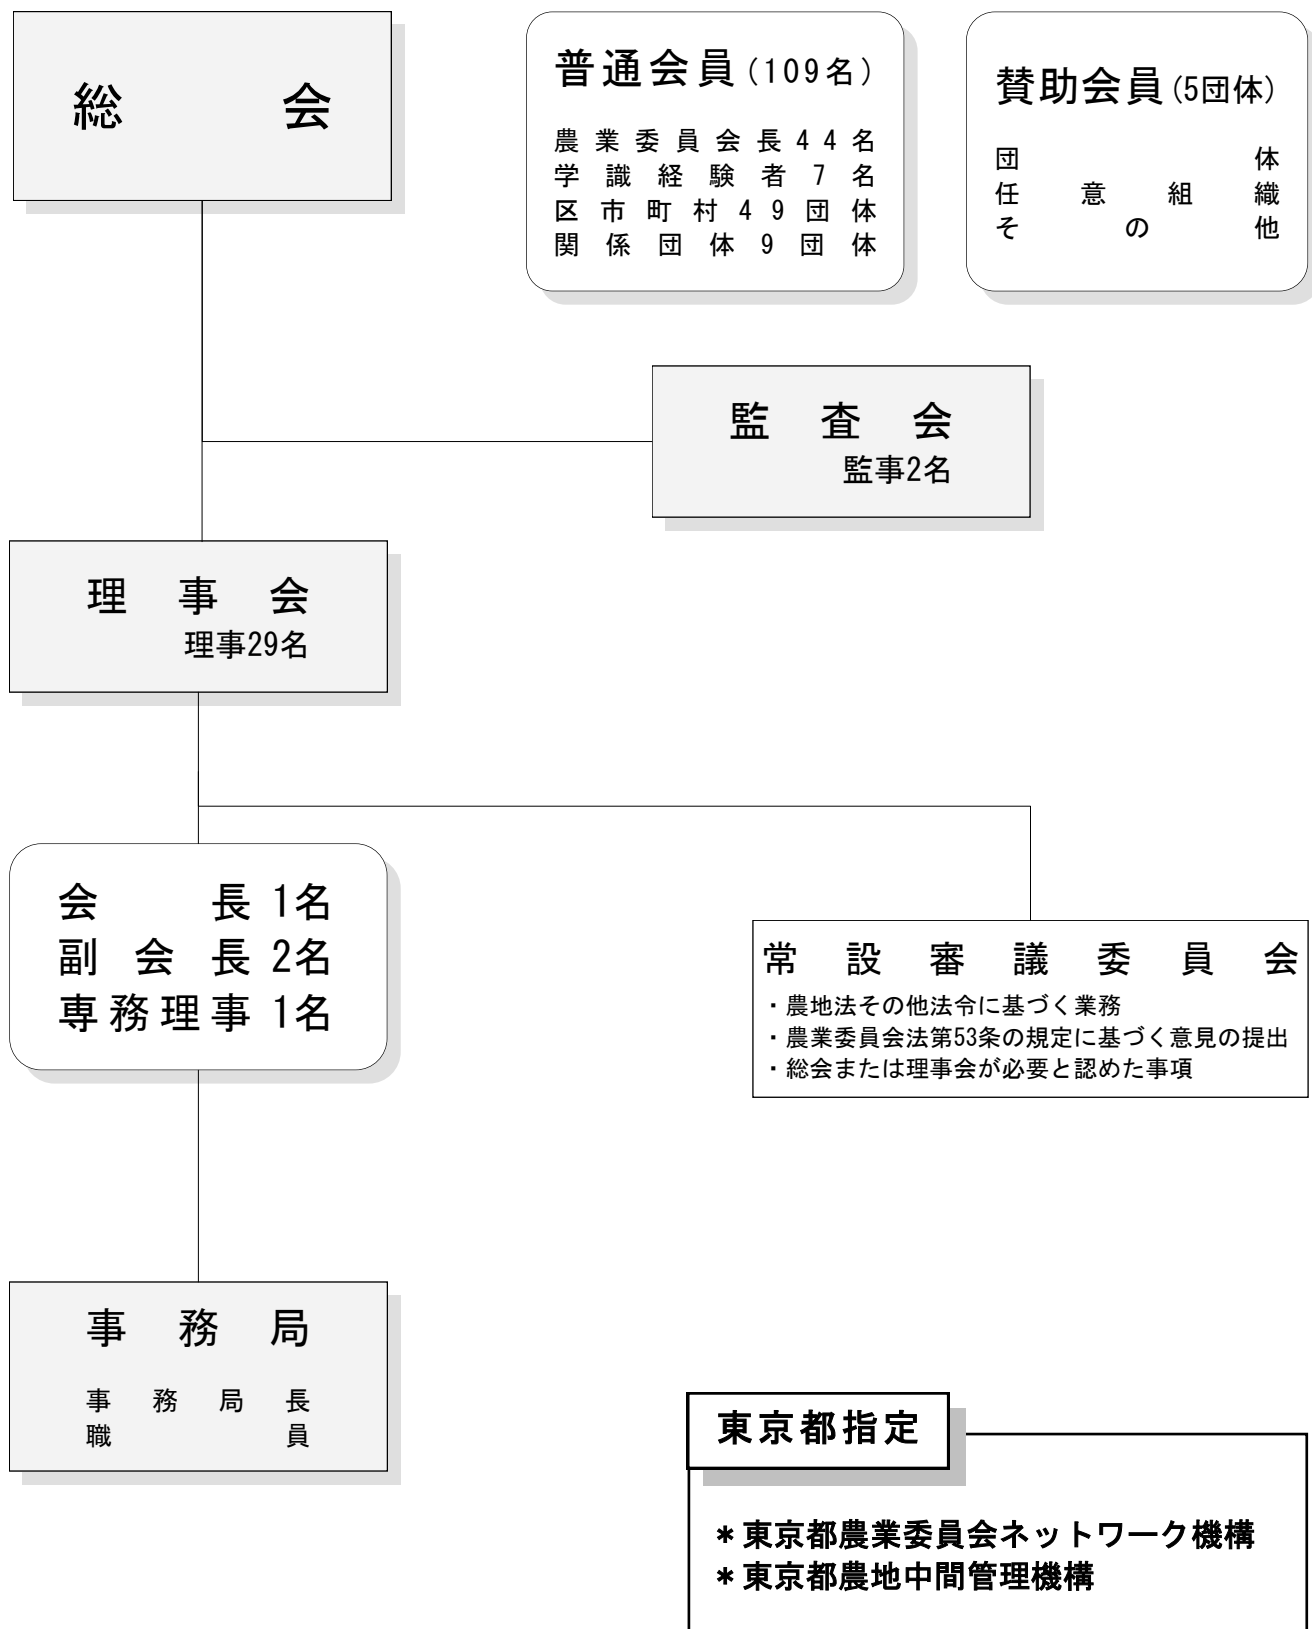 総会
普通会員(109名)
農業委員会長44名
学識経験者7名
区市町村49団体
関係団体9団体
賛助会員(5団体)
団体
任意組織
その他
監査会
監事2名
理事会
理事29名
会長 1名
副会長 2名
専務理事 1名
常設審議委員会
・農地法その他法令に基づく業務
・農業委員会法第53条の規定に基づく意見の提出
・総会または理事会が必要と認めた事項
事務局
事務局長
職員
東京都指定
＊東京都農業委員会ネットワーク機構
＊東京都農地中間管理機構